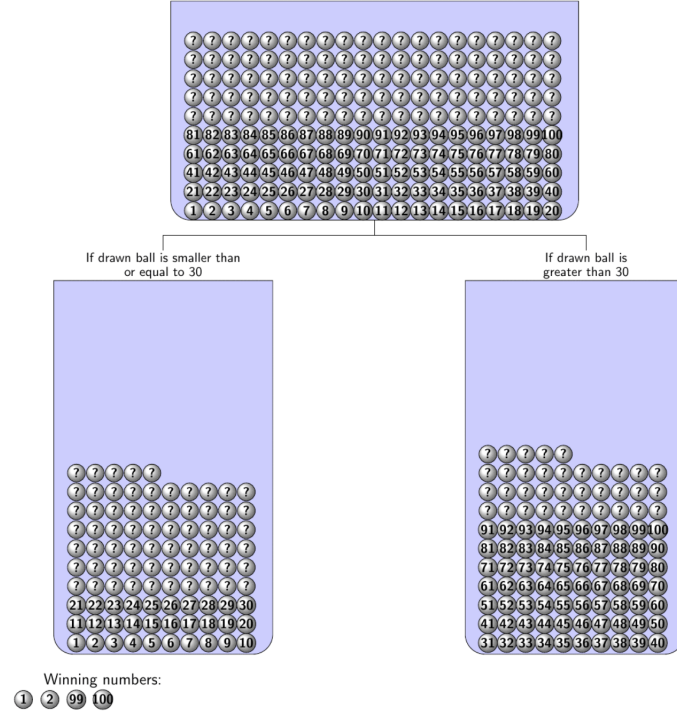 ? ? ? ? ? ? ? ? ? ? ? ? ? ? ? ? ? ? ? ?
? ? ? ? ? ? ? ? ? ? ? ? ? ? ? ? ? ? ? ?
? ? ? ? ? ? ? ? ? ? ? ? ? ? ? ? ? ? ? ?
? ? ? ? ? ? ? ? ? ? ? ? ? ? ? ? ? ? ? ?
? ? ? ? ? ? ? ? ? ? ? ? ? ? ? ? ? ? ? ?
81 82 83 84 85 86 87 88 89 90 91 92 93 94 95 96 97 98 99 100
61 62 63 64 65 66 67 68 69 70 71 72 73 74 75 76 77 78 79 80
41 42 43 44 45 46 47 48 49 50 51 52 53 54 55 56 57 58 59 60
21 22 23 24 25 26 27 28 29 30 31 32 33 34 35 36 37 38 39 40
1 2 3 4 5 6 7 8 9 10 11 12 13 14 15 16 17 18 19 20
If drawn ball is smaller than
or equal to 30
? ? ? ? ?
? ? ? ? ? ? ? ? ? ?
? ? ? ? ? ? ? ? ? ?
? ? ? ? ? ? ? ? ? ?
? ? ? ? ? ? ? ? ? ?
? ? ? ? ? ? ? ? ? ?
? ? ? ? ? ? ? ? ? ?
21 22 23 24 25 26 27 28 29 30
11 12 13 14 15 16 17 18 19 20
1 2 3 4 5 6 7 8 9 10
If drawn ball is
greater than 30
? ? ? ? ?
? ? ? ? ? ? ? ? ? ?
? ? ? ? ? ? ? ? ? ?
? ? ? ? ? ? ? ? ? ?
91 92 93 94 95 96 97 98 99 100
81 82 83 84 85 86 87 88 89 90
71 72 73 74 75 76 77 78 79 80
61 62 63 64 65 66 67 68 69 70
51 52 53 54 55 56 57 58 59 60
41 42 43 44 45 46 47 48 49 50
31 32 33 34 35 36 37 38 39 40
Winning numbers:
1 2 99 100